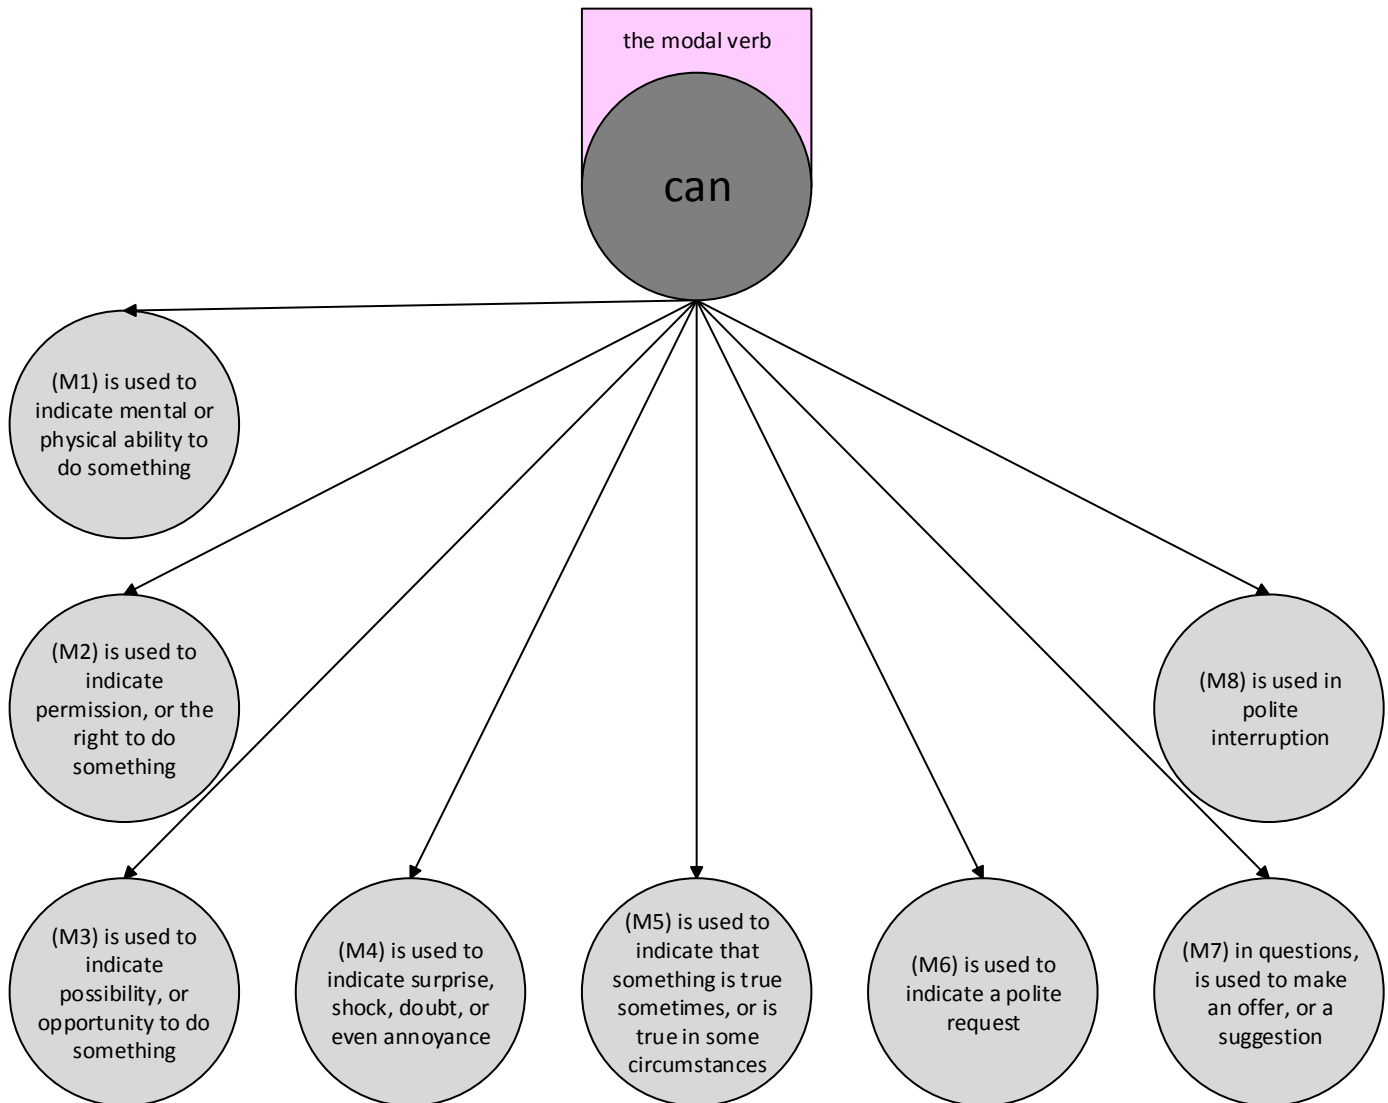 the modal verb
can
(M1) is used to
indicate mental or
physical ability to
do something
(M2) is used to
indicate
permission, or the
right to do
something
(M3) is used to
indicate
possibility, or
opportunity to do
something
(M4) is used to
indicate surprise,
shock, doubt, or
even annoyance
(M5) is used to
indicate that
something is true
sometimes, or is
true in some
circumstances
(M6) is used to
indicate a polite
request
(M7) in questions,
is used to make
an offer, or a
suggestion
(M8) is used in
polite
interruption